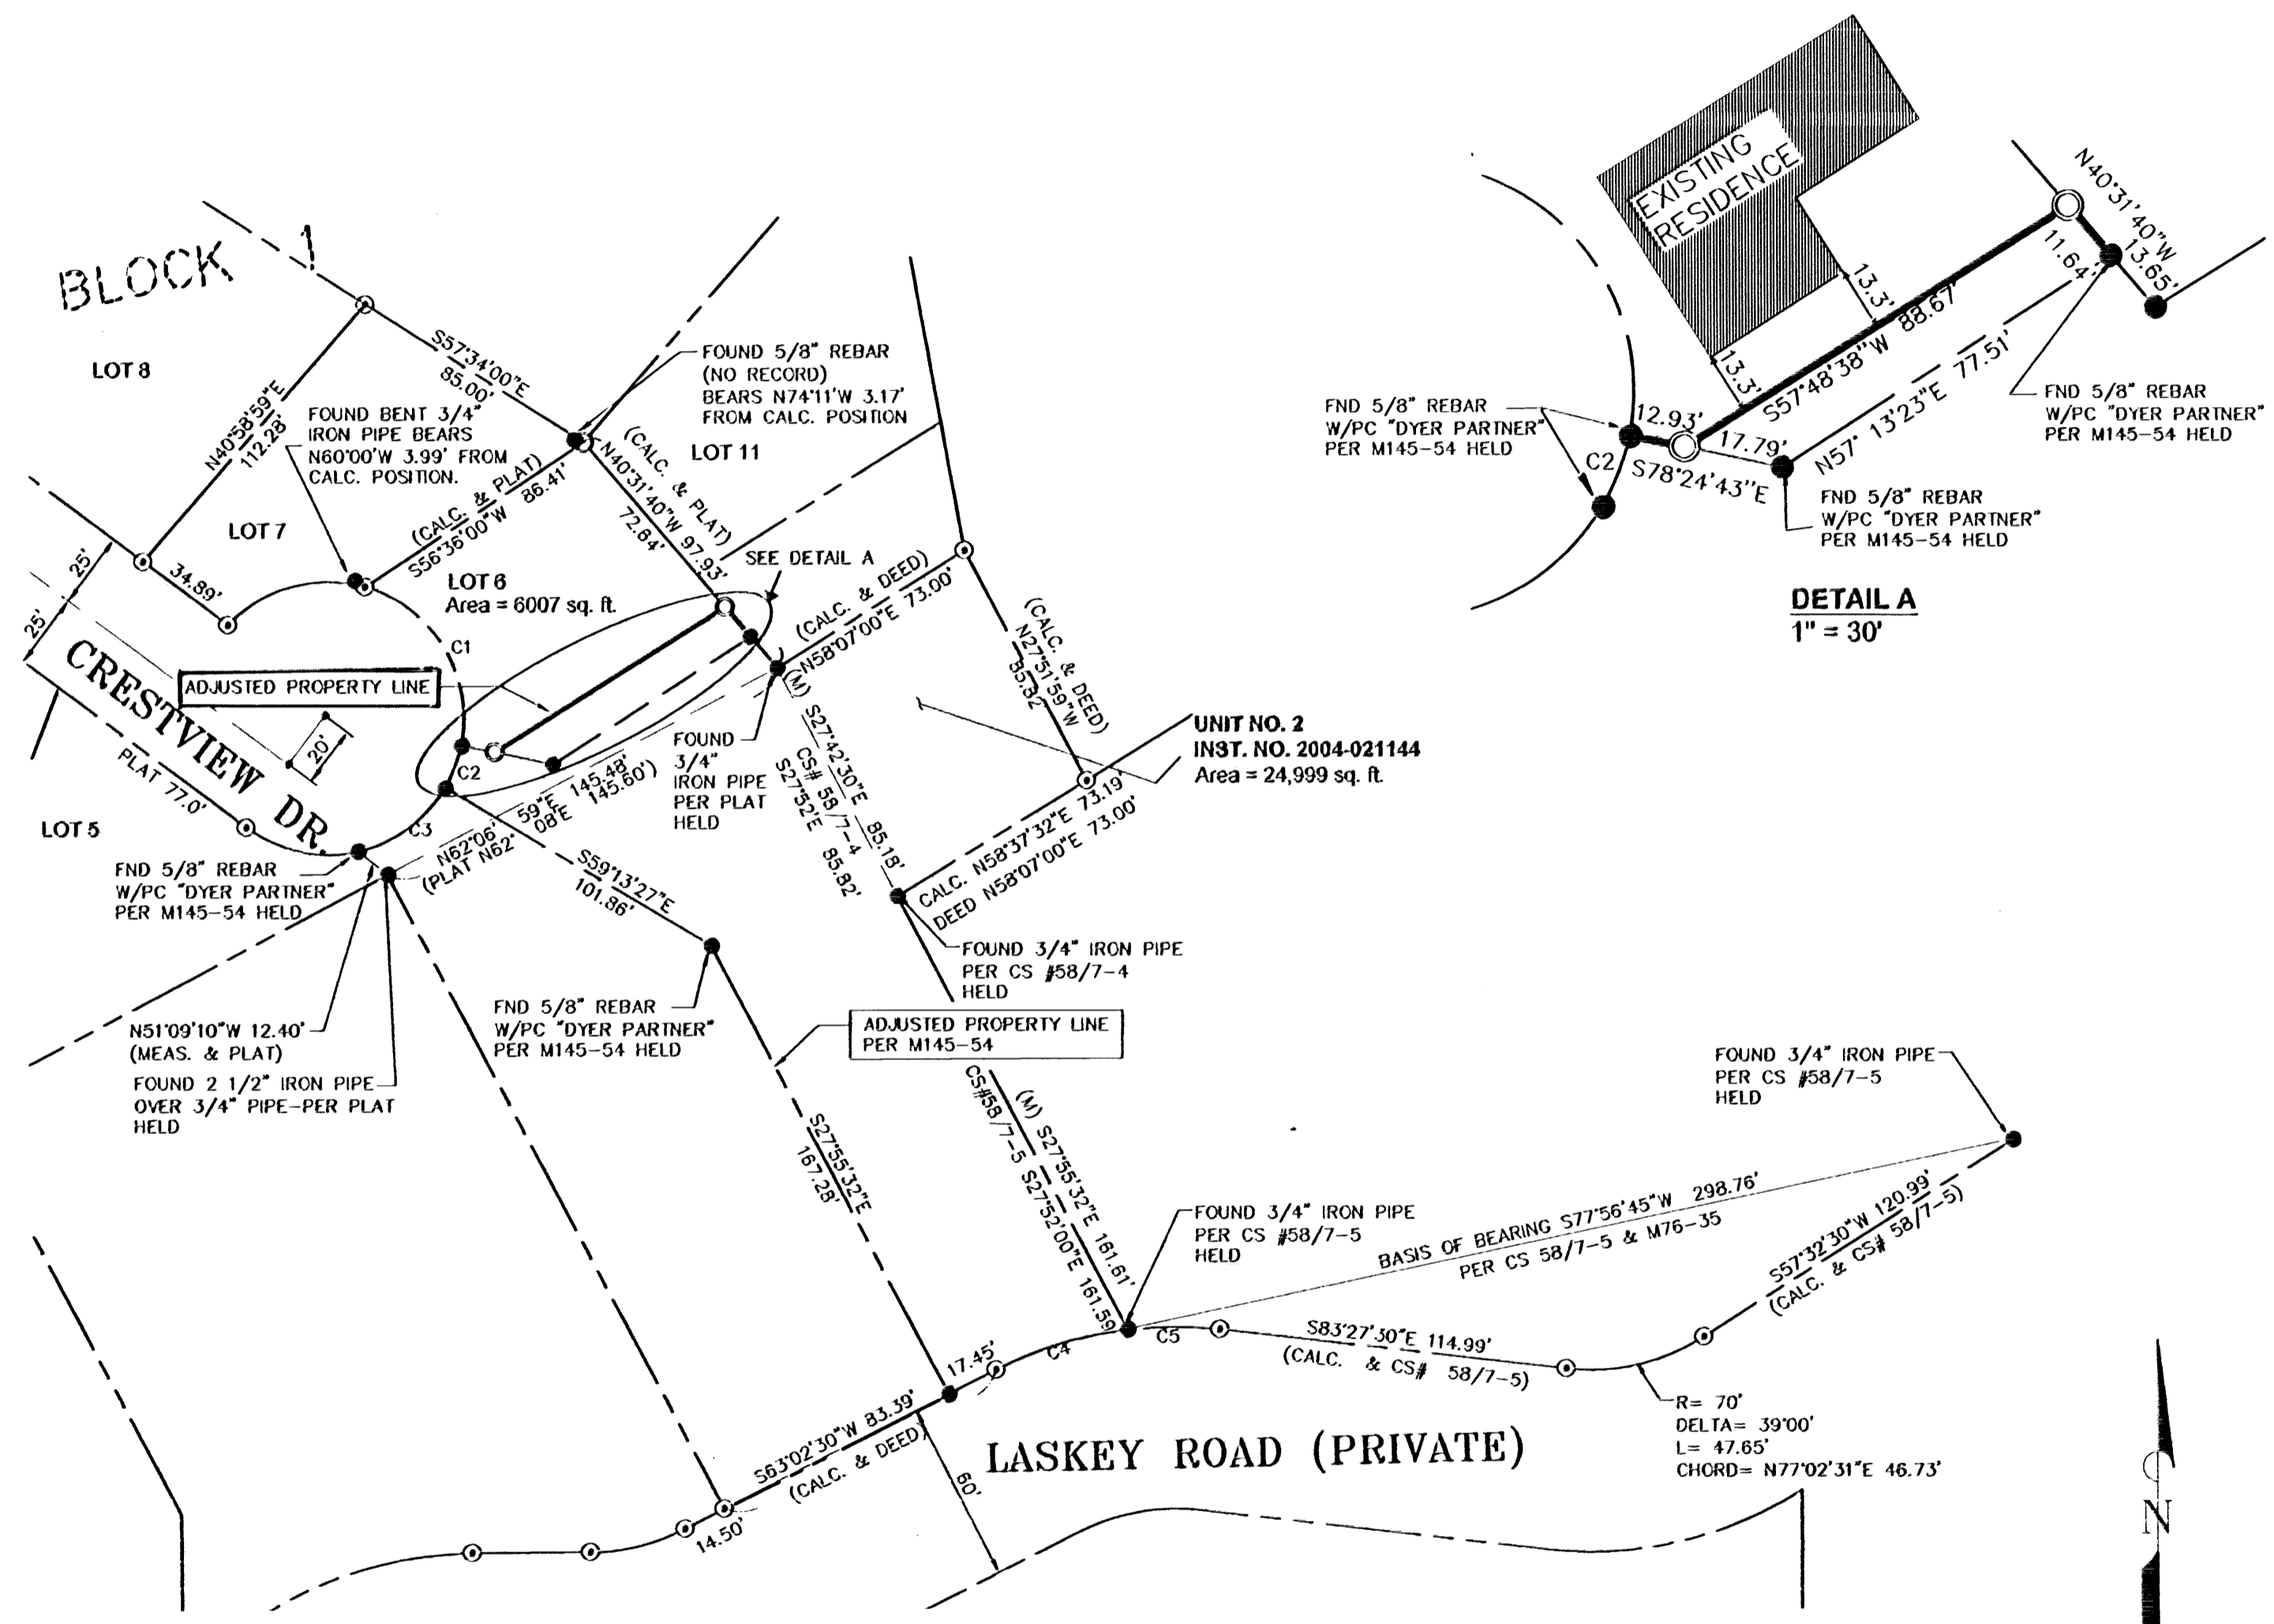 BLOCK 1
LOT 8
N40°58'59"E
112.28'
S57°34'00"E
85.00'
FOUND 5/8" REBAR
(NO RECORD)
BEARS N74°11'W 3.17'
FROM CALC. POSITION
FOUND BENT 3/4"
IRON PIPE BEARS
N60°00'W 3.99' FROM
CALC. POSITION.
LOT 7
(CALC. & PLAT)
S56°36'00"W 86.41'
(CALC. & PLAT)
N40°31'40"W 97.93'
72.64'
LOT 11
SEE DETAIL A
LOT 6
Area = 6007 sq. ft.
34.89'
25'
25'
CRESTVIEW DR.
20'
C1
ADJUSTED PROPERTY LINE
PLAT 77.0'
LOT 5
C2
C3
(CALC. & DEED)
N58°07'00"E 73.00'
(CALC. & DEED)
N27°51'59"W
85.82'
FOUND
3/4"
IRON PIPE
PER PLAT
HELD
(M) S27°42'30"E 85.18'
CS# 58/7-4
S27°52'E 85.82'
UNIT NO. 2
INST. NO. 2004-021144
Area = 24,999 sq. ft.
CALC. N58°37'32"E 73.19'
DEED N58°07'00"E 73.00'
N62°06'59"E 145.48'
(PLAT N62°08'E 145.60')
FND 5/8" REBAR
W/PC "DYER PARTNER"
PER M145-54 HELD
S59°13'27"E
101.86'
FOUND 3/4" IRON PIPE
PER CS #58/7-4
HELD
N51°09'10"W 12.40'
(MEAS. & PLAT)
FOUND 2 1/2" IRON PIPE
OVER 3/4" PIPE-PER PLAT
HELD
FND 5/8" REBAR
W/PC "DYER PARTNER"
PER M145-54 HELD
ADJUSTED PROPERTY LINE
PER M145-54
S27°55'32"E
167.28'
(M) S27°55'32"E 161.61'
CS#58/7-5 S27°52'00"E 161.59
FOUND 3/4" IRON PIPE
PER CS #58/7-5
HELD
FOUND 3/4" IRON PIPE
PER CS #58/7-5
HELD
BASIS OF BEARING S77°56'45"W 298.76'
PER CS 58/7-5 & M76-35
S57°32'30"W 120.99'
(CALC. & CS# 58/7-5)
17.45'
C4
C5
S83°27'30"E 114.99'
(CALC. & CS# 58/7-5)
R= 70'
DELTA= 39°00'
L= 47.65'
CHORD= N77°02'31"E 46.73'
S63°02'30"W 83.39'
(CALC. & DEED)
14.50'
60'
LASKEY ROAD (PRIVATE)
N
EXISTING
RESIDENCE
N40°31'40"W
13.65'
11.64'
13.3'
13.3'
S57°48'38"W 88.67'
N57° 13'23"E 77.51'
12.93'
17.79'
S78°24'43"E
C2
FND 5/8" REBAR
W/PC "DYER PARTNER"
PER M145-54 HELD
FND 5/8" REBAR
W/PC "DYER PARTNER"
PER M145-54 HELD
FND 5/8" REBAR
W/PC "DYER PARTNER"
PER M145-54 HELD
DETAIL A
1" = 30'